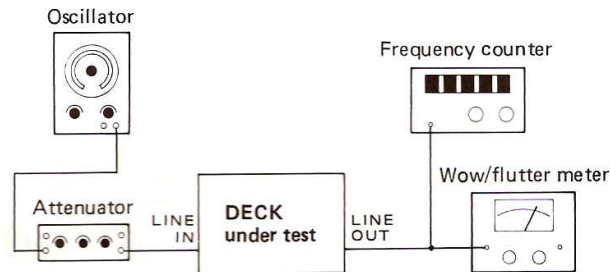 Oscillator
Frequency counter
Wow/flutter meter
Attenuator
LINE
IN
DECK
under test
LINE
OUT